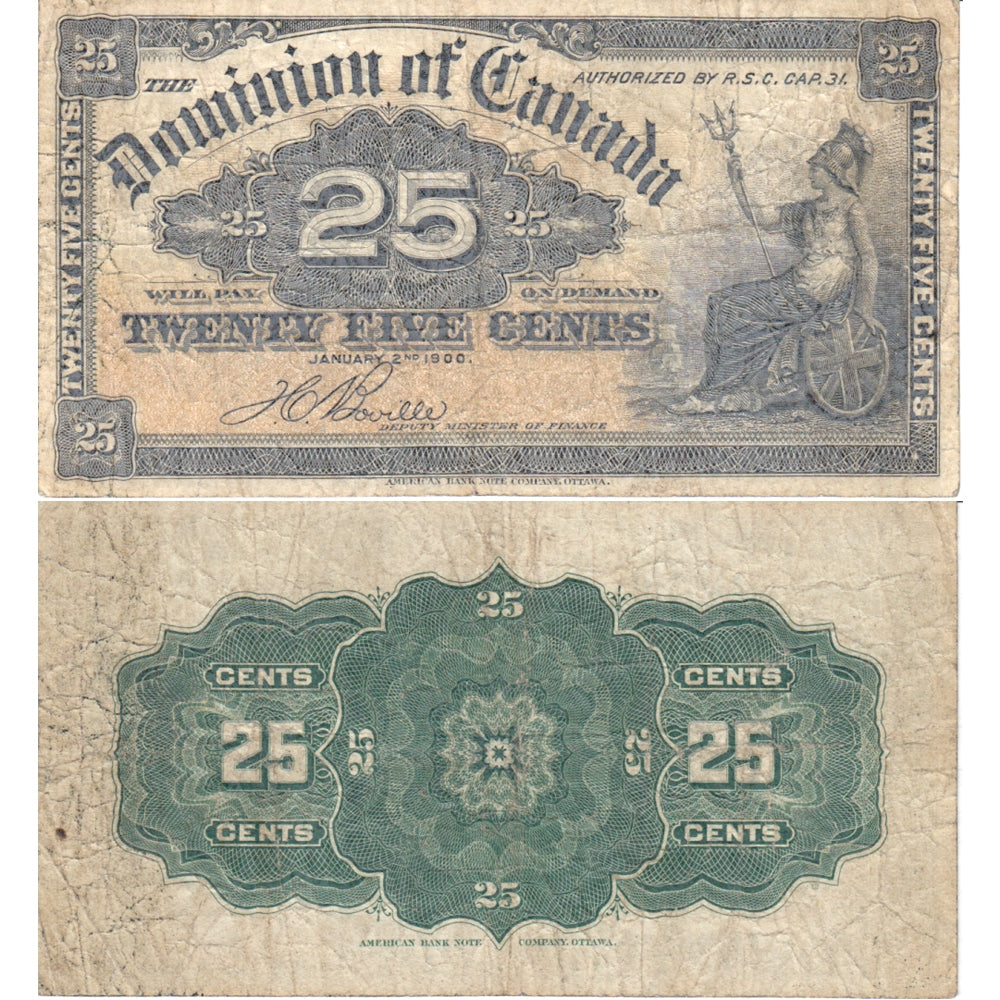 25
25
THE
Dominion of Canada
AUTHORIZED BY R.S.C. CAP. 31.
TWENTY FIVE CENTS
25
25
25
TWENTY FIVE CENTS
WILL PAY ON DEMAND
TWENTY FIVE CENTS
JANUARY 2ND 1900.
H C Boville
DEPUTY MINISTER OF FINANCE
25
AMERICAN BANK NOTE COMPANY, OTTAWA.
25
CENTS
CENTS
25
25
25
25
CENTS
CENTS
25
AMERICAN BANK NOTE COMPANY, OTTAWA.